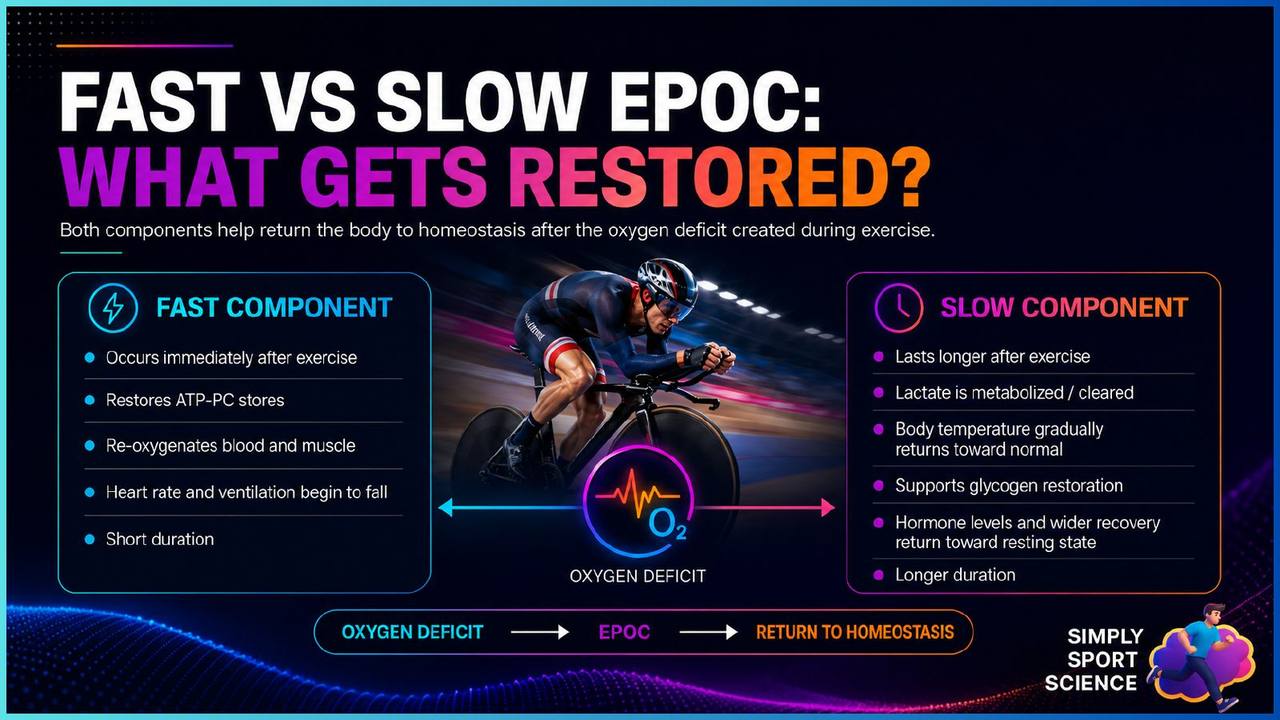 FAST VS SLOW EPOC:
WHAT GETS RESTORED?
Both components help return the body to homeostasis after the oxygen deficit created during exercise.
FAST COMPONENT
Occurs immediately after exercise
Restores ATP-PC stores
Re-oxygenates blood and muscle
Heart rate and ventilation begin to fall
Short duration
O₂
OXYGEN DEFICIT
SLOW COMPONENT
Lasts longer after exercise
Lactate is metabolized / cleared
Body temperature gradually
returns toward normal
Supports glycogen restoration
Hormone levels and wider recovery
return toward resting state
Longer duration
OXYGEN DEFICIT → EPOC → RETURN TO HOMEOSTASIS
SIMPLY
SPORT
SCIENCE